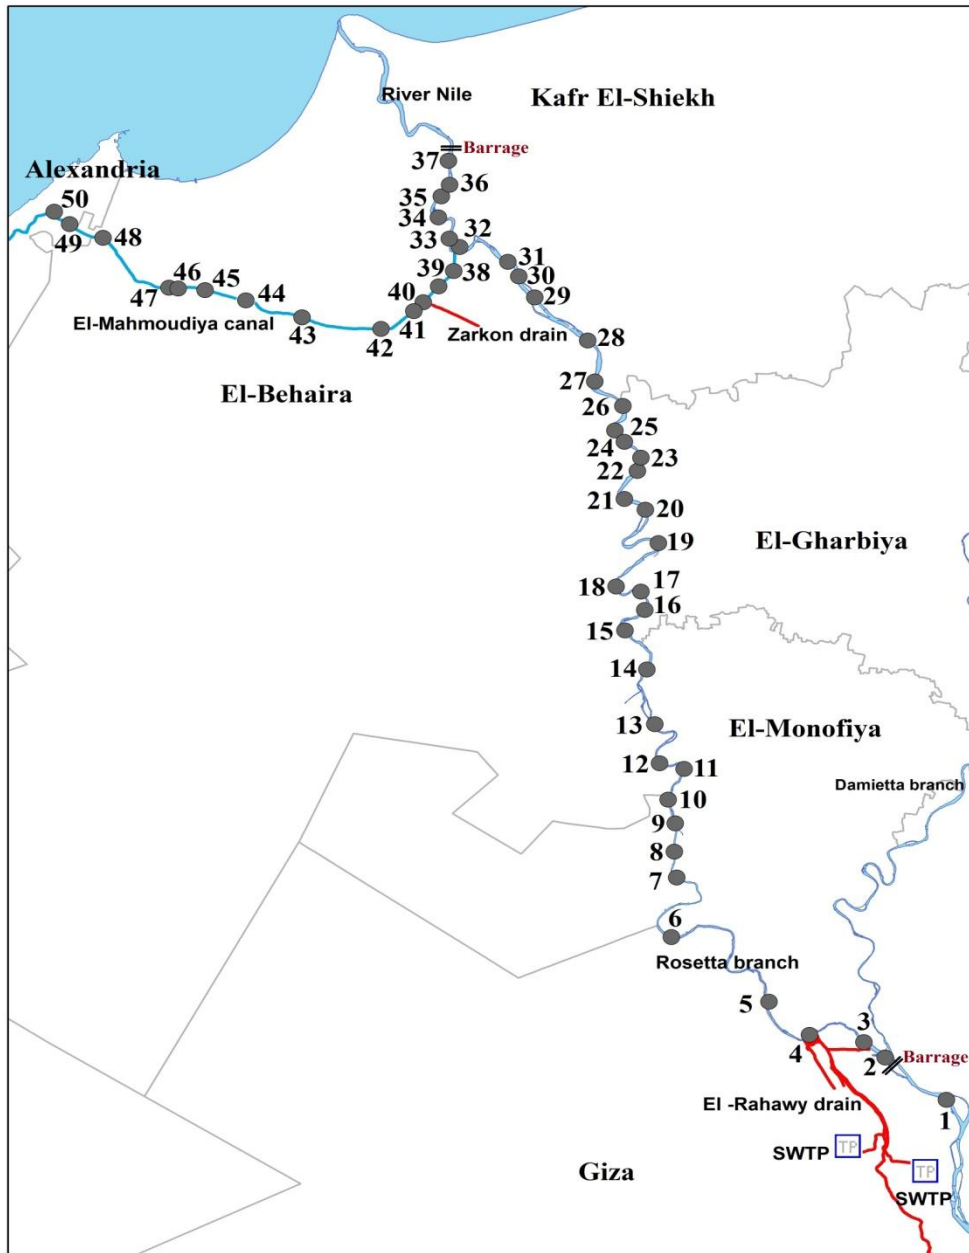 River Nile
Kafr El-Shiekh
Barrage
37
Alexandria
36
50
35
34
49
48
33
32
31
39
38
30
47
46
45
44
40
29
El-Mahmoudiya canal
43
42
41
Zarkon drain
28
El-Behaira
27
26
25
24
23
22
21
20
19
El-Gharbiya
18
17
16
15
14
13
El-Monofiya
12
11
Damietta branch
10
9
8
7
6
Rosetta branch
5
3
4
2
Barrage
El -Rahawy drain
1
SWTP
TP
Giza
TP
SWTP